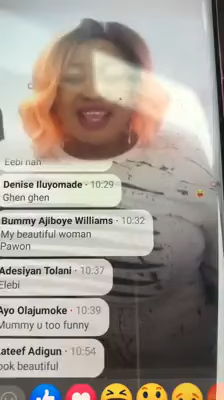 Eebi nah
Denise Iluyomade · 10:29
Ghen ghen
Bummy Ajiboye Williams · 10:32
My beautiful woman
Pawon
Adesiyan Tolani · 10:37
Elebi
Ayo Olajumoke · 10:39
Mummy u too funny
Lateef Adigun · 10:54
ook beautiful